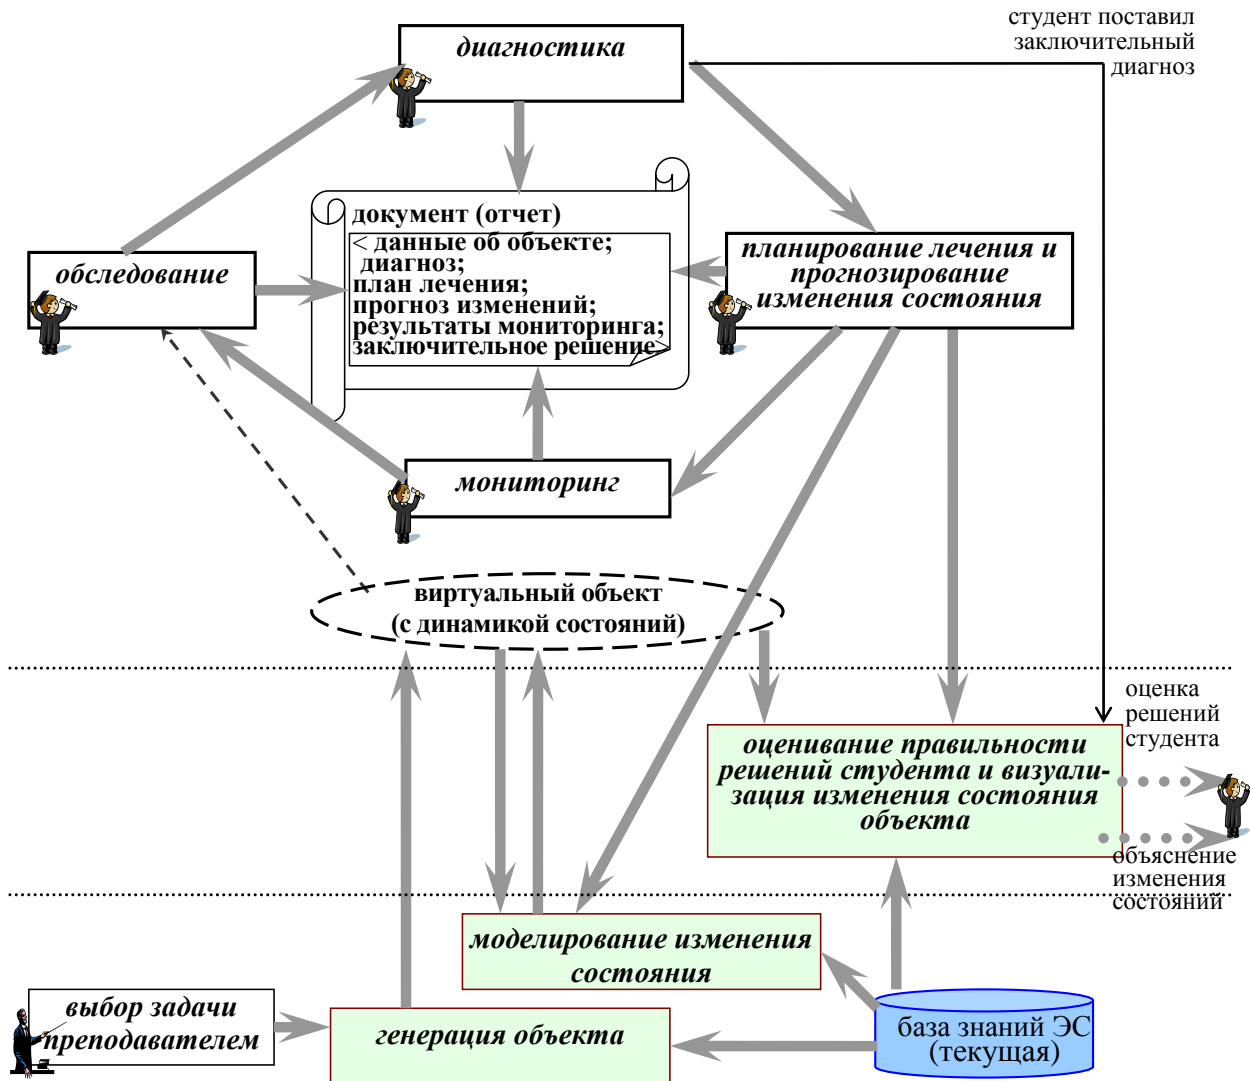 студент поставил
заключительный
диагноз
диагностика
документ (отчет)
< данные об объекте;
диагноз;
план лечения;
прогноз изменений;
результаты мониторинга;
заключительное решение>
обследование
планирование лечения и
прогнозирование
изменения состояния
мониторинг
виртуальный объект
(с динамикой состояний)
оценка
решений
студента
оценивание правильности
решений студента и визуали-
зация изменения состояния
объекта
объяснение
изменения
состояний
моделирование изменения
состояния
выбор задачи
преподавателем
генерация объекта
база знаний ЭС
(текущая)